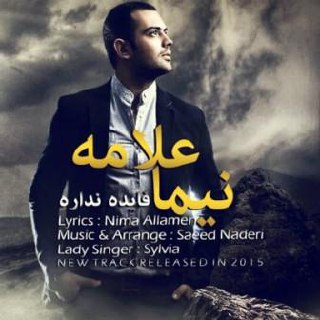 علامه
نیما
فایده نداره
Lyrics : Nima Allameh
Music & Arrange : Saeed Naderi
Lady Singer : Sylvia
NEW TRACK RELEASED IN 2015